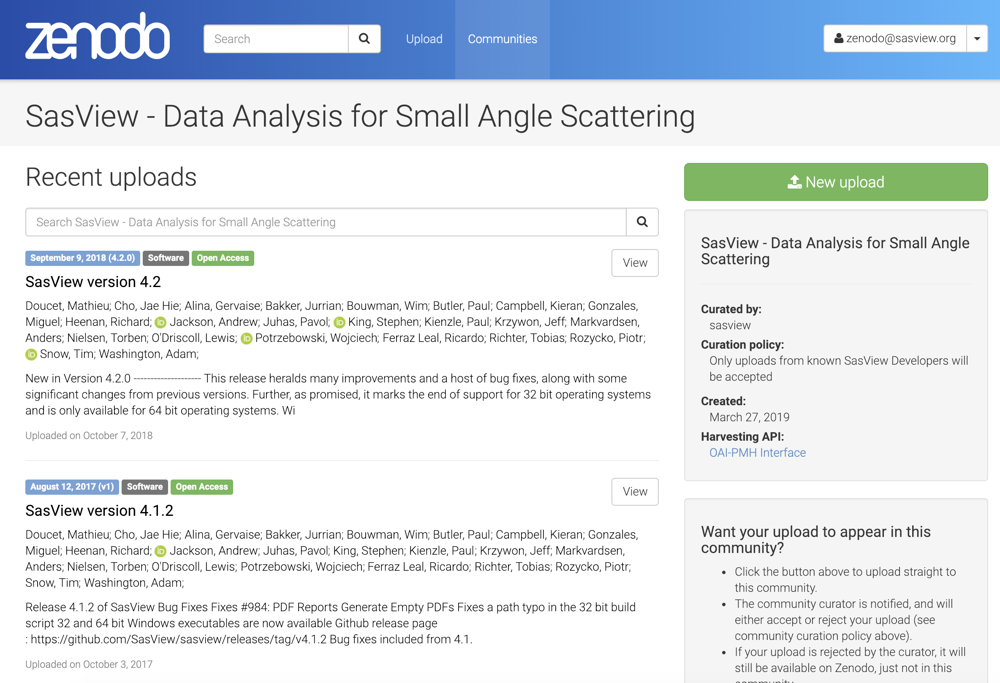 zenodo
Search
Upload
Communities
zenodo@sasview.org
SasView - Data Analysis for Small Angle Scattering
Recent uploads
Search SasView - Data Analysis for Small Angle Scattering
September 9, 2018 (4.2.0) Software Open Access
View
SasView version 4.2
Doucet, Mathieu; Cho, Jae Hie; Alina, Gervaise; Bakker, Jurrian; Bouwman, Wim; Butler, Paul; Campbell, Kieran; Gonzales,
Miguel; Heenan, Richard; iD Jackson, Andrew; Juhas, Pavol; iD King, Stephen; Kienzle, Paul; Krzywon, Jeff; Markvardsen,
Anders; Nielsen, Torben; O'Driscoll, Lewis; iD Potrzebowski, Wojciech; Ferraz Leal, Ricardo; Richter, Tobias; Rozycko, Piotr;
iD Snow, Tim; Washington, Adam;
New in Version 4.2.0 -------------------- This release heralds many improvements and a host of bug fixes, along with some
significant changes from previous versions. Further, as promised, it marks the end of support for 32 bit operating systems
and is only available for 64 bit operating systems. Wi
Uploaded on October 7, 2018
August 12, 2017 (v1) Software Open Access
View
SasView version 4.1.2
Doucet, Mathieu; Cho, Jae Hie; Alina, Gervaise; Bakker, Jurrian; Bouwman, Wim; Butler, Paul; Campbell, Kieran; Gonzales,
Miguel; Heenan, Richard; iD Jackson, Andrew; Juhas, Pavol; King, Stephen; Kienzle, Paul; Krzywon, Jeff; Markvardsen,
Anders; Nielsen, Torben; O'Driscoll, Lewis; Potrzebowski, Wojciech; Ferraz Leal, Ricardo; Richter, Tobias; Rozycko, Piotr;
Snow, Tim; Washington, Adam;
Release 4.1.2 of SasView Bug Fixes Fixes #984: PDF Reports Generate Empty PDFs Fixes a path typo in the 32 bit build
script 32 and 64 bit Windows executables are now available Github release page
: https://github.com/SasView/sasview/releases/tag/v4.1.2 Bug fixes included from 4.1.
Uploaded on October 3, 2017
New upload
SasView - Data Analysis for Small Angle
Scattering
Curated by:
sasview
Curation policy:
Only uploads from known SasView Developers will
be accepted
Created:
March 27, 2019
Harvesting API:
OAI-PMH Interface
Want your upload to appear in this
community?
• Click the button above to upload straight to
this community.
• The community curator is notified, and will
either accept or reject your upload (see
community curation policy above).
• If your upload is rejected by the curator, it will
still be available on Zenodo, just not in this